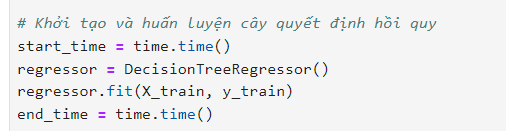 # Khởi tạo và huấn luyện cây quyết định hồi quy
start_time = time.time()
regressor = DecisionTreeRegressor()
regressor.fit(X_train, y_train)
end_time = time.time()